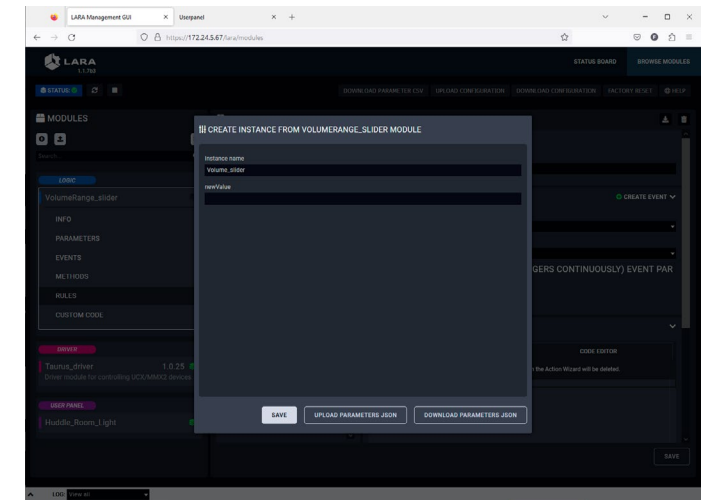 LARA Management GUI
Userpanel
https://172.24.5.67/lara/modules
LARA
1.1.760
STATUS BOARD
BROWSE MODULES
STATUS:
DOWNLOAD PARAMETER CSV
UPLOAD CONFIGURATION
DOWNLOAD CONFIGURATION
FACTORY RESET
HELP
MODULES
CREATE INSTANCE FROM VOLUMERANGE_SLIDER MODULE
Search
Instance name
Volume_slider
newValue
LOGIC
VolumeRange_slider
CREATE EVENT
INFO
PARAMETERS
EVENTS
METHODS
RULES
CUSTOM CODE
GERS CONTINUOUSLY) EVENT PAR
DRIVER
CODE EDITOR
Taurus_driver
1.0.25
Driver module for controlling UCX/MMX2 devices
the Action Wizard will be deleted.
USER PANEL
Huddle_Room_Light
SAVE
UPLOAD PARAMETERS JSON
DOWNLOAD PARAMETERS JSON
SAVE
LOG: View all